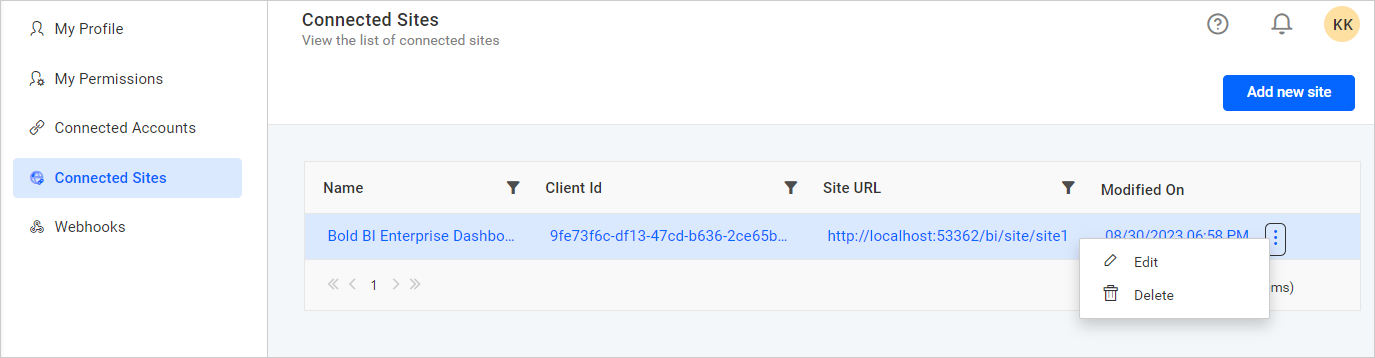 My Profile
My Permissions
Connected Accounts
Connected Sites
Webhooks
Connected Sites
View the list of connected sites
KK
Add new site
Name Client Id Site URL Modified On
Bold BI Enterprise Dashbo... 9fe73f6c-df13-47cd-b636-2ce65b... http://localhost:53362/bi/site/site1 08/30/2023 06:58 PM
1
Edit
Delete